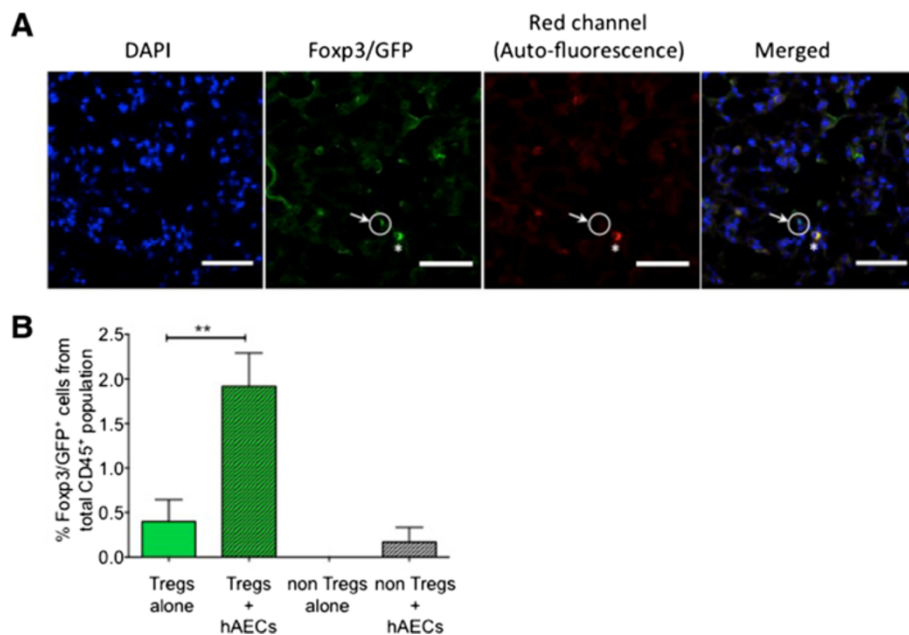 A
DAPI
Foxp3/GFP
Red channel
(Auto-fluorescence)
Merged
*
*
*
B
% Foxp3/GFP⁺ cells from
total CD45⁺ population
2.5
2.0
1.5
1.0
0.5
0.0
**
Tregs
alone
Tregs
+
hAECs
non Tregs
alone
non Tregs
+ hAECs